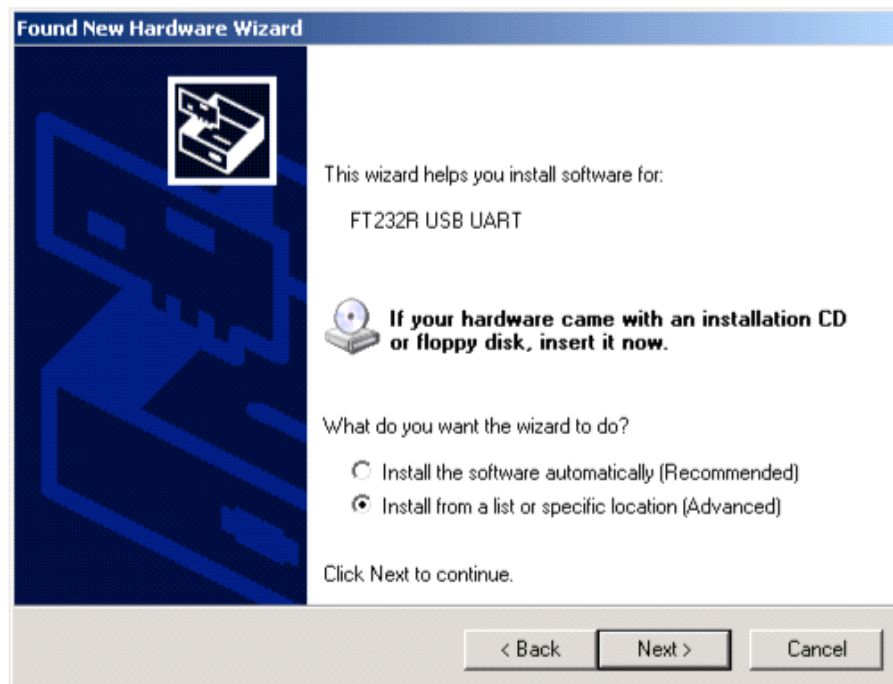 Found New Hardware Wizard
This wizard helps you install software for:
FT232R USB UART
If your hardware came with an installation CD
or floppy disk, insert it now.
What do you want the wizard to do?
Install the software automatically (Recommended)
Install from a list or specific location (Advanced)
Click Next to continue.
< Back
Next >
Cancel